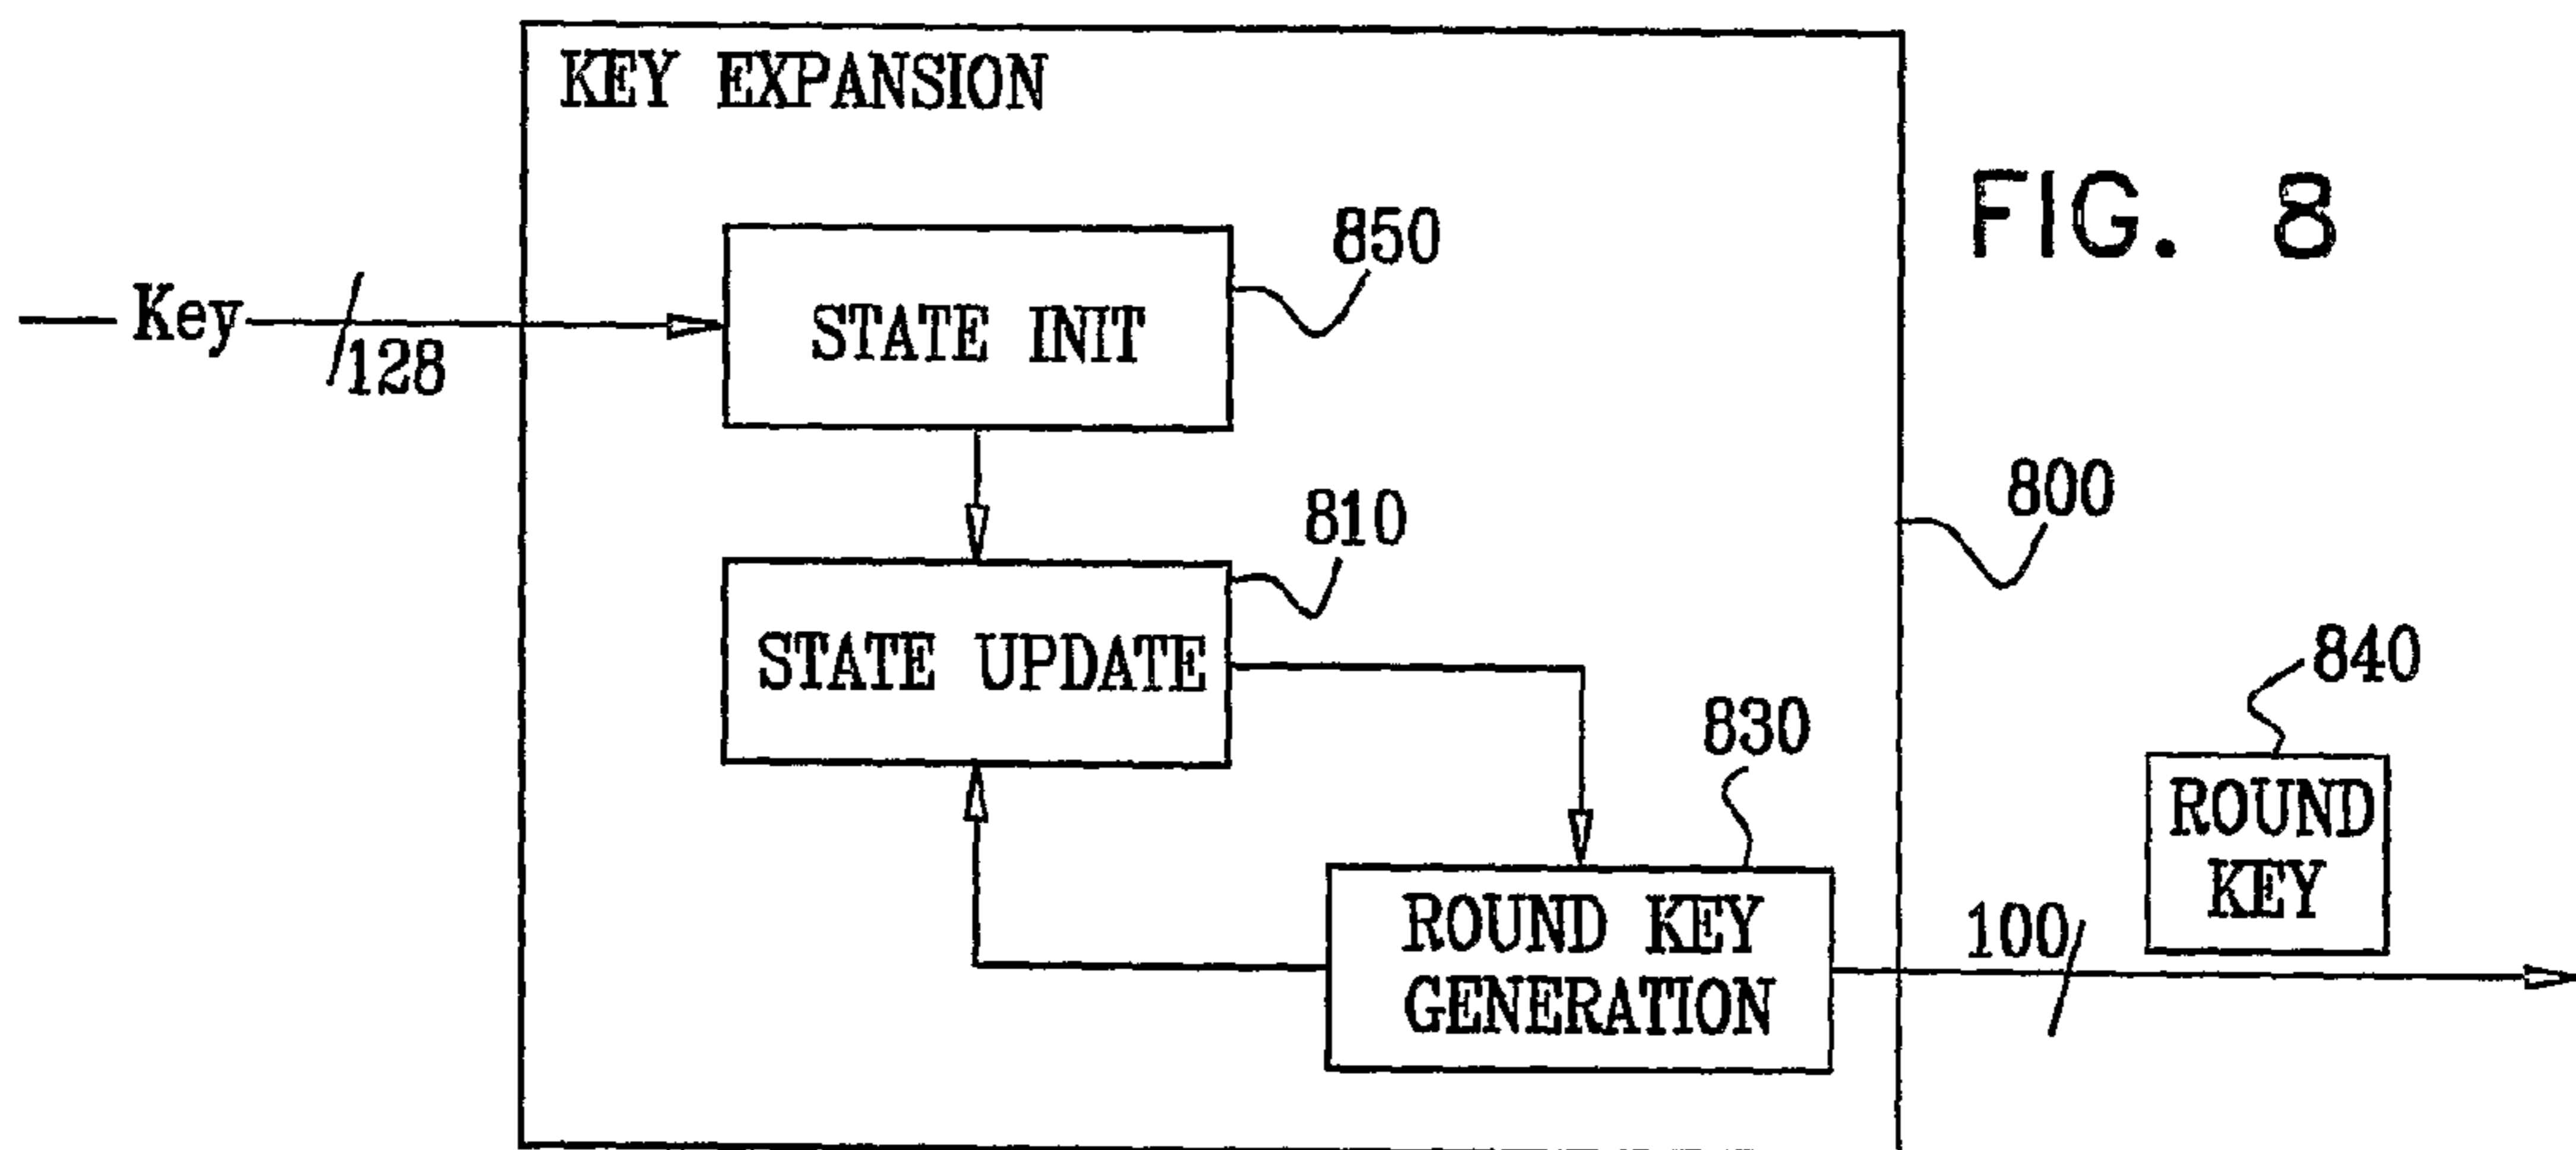 KEY EXPANSION
FIG. 8
850
Key
128
STATE INIT
800
810
STATE UPDATE
840
830
ROUND
KEY
ROUND KEY
GENERATION
100